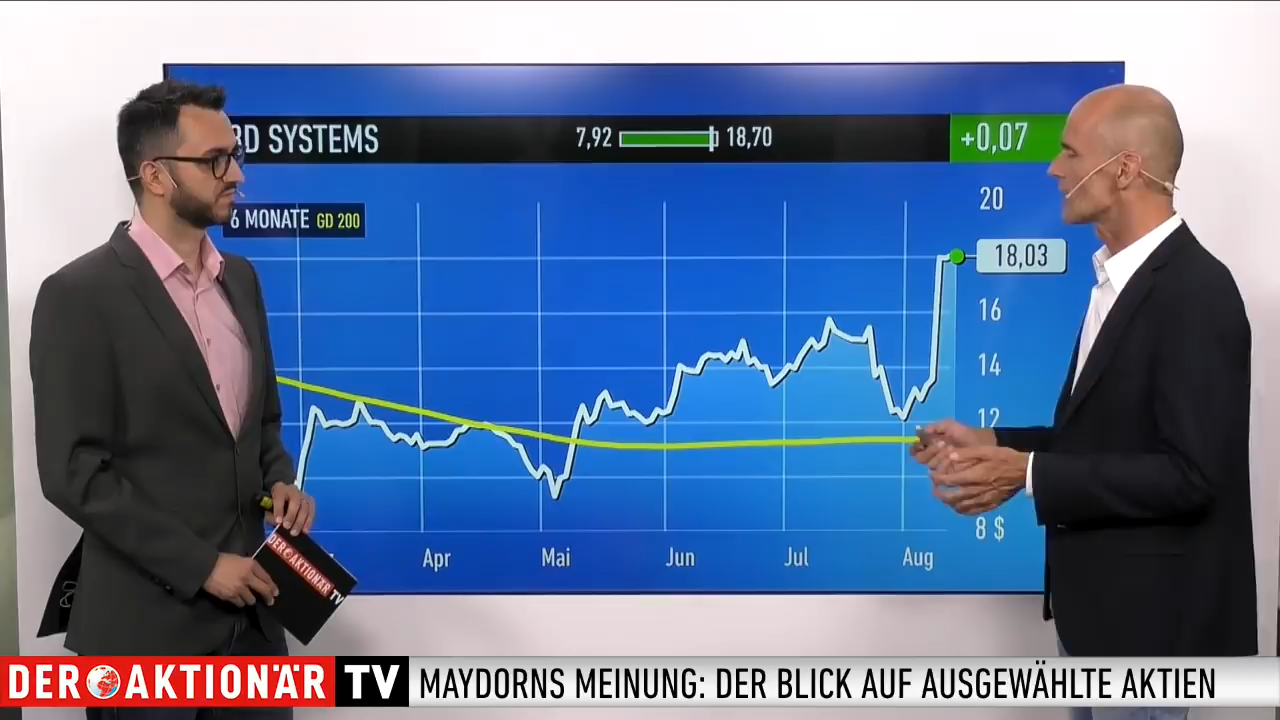 3D SYSTEMS
7,92
18,70
+0,07
6 MONATE GD 200
20
18,03
16
14
12
8 $
Apr
Mai
Jun
Jul
Aug
DER AKTIONÄR TV
DER AKTIONÄR TV
MAYDORNS MEINUNG: DER BLICK AUF AUSGEWÄHLTE AKTIEN